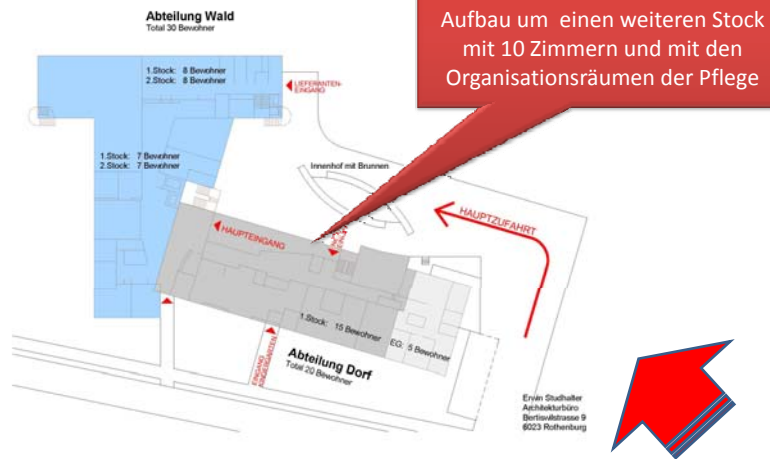 Abteilung Wald
Total 30 Bewohner
Aufbau um einen weiteren Stock
mit 10 Zimmern und mit den
Organisationsräumen der Pflege
1.Stock: 8 Bewohner
2.Stock: 8 Bewohner
LIEFERANTEN-
EINGANG
1.Stock: 7 Bewohner
2.Stock: 7 Bewohner
Innenhof mit Brunnen
HAUPTZUFAHRT
HAUPTEINGANG
1.Stock: 15 Bewohner
EG: 5 Bewohner
Abteilung Dorf
Total 20 Bewohner
EINGANG
KINDERGARTEN
Erwin Studhalter
Architekturbüro
Bertiswilstrasse 9
6023 Rothenburg